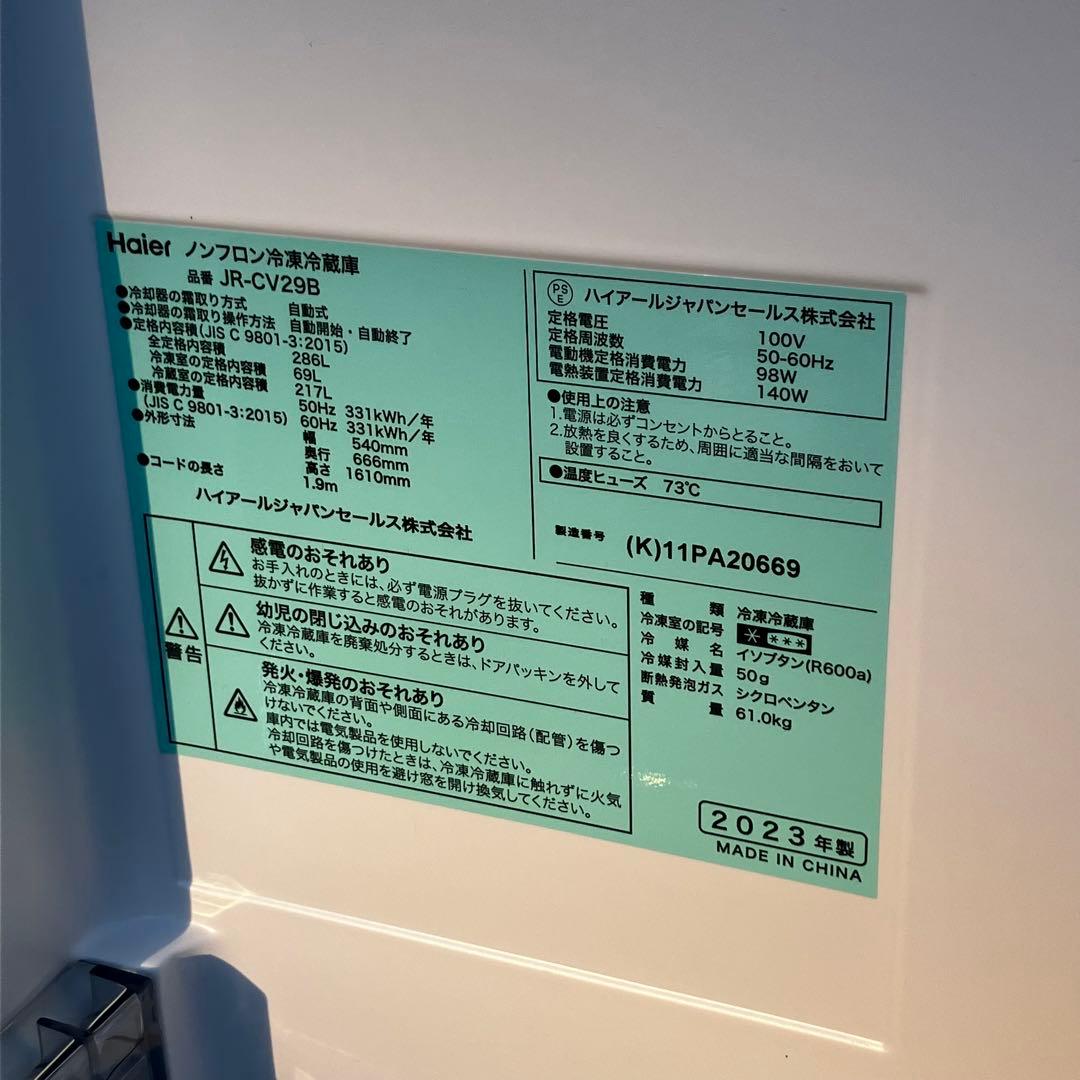 Haier ノンフロン冷凍冷蔵庫
品番 JR-CV29B
●冷却器の霜取り方式 自動式
●冷却器の霜取り操作方法 自動開始・自動終了
●定格内容積(JIS C 9801-3:2015)
全定格内容積 286L
冷凍室の定格内容積 69L
冷蔵室の定格内容積 217L
●消費電力量 50Hz 331kWh/年
(JIS C 9801-3:2015) 60Hz 331kWh/年
●外形寸法 幅 540mm
奥行 666mm
高さ 1610mm
●コードの長さ 1.9m
ハイアールジャパンセールス株式会社
警告
感電のおそれあり
お手入れのときには、必ず電源プラグを抜いてください。
抜かずに作業すると感電のおそれがあります。
幼児の閉じ込みのおそれあり
冷凍冷蔵庫を廃棄処分するときは、ドアパッキンを外して
ください。
発火・爆発のおそれあり
冷凍冷蔵庫の背面や側面にある冷却回路(配管)を傷つ
けないでください。
庫内では電気製品を使用しないでください。
冷却回路を傷つけたときは、冷凍冷蔵庫に触れずに火気
や電気製品の使用を避け窓を開け換気してください。
PS
E
ハイアールジャパンセールス株式会社
定格電圧 100V
定格周波数 50-60Hz
電動機定格消費電力 98W
電熱装置定格消費電力 140W
●使用上の注意
1.電源は必ずコンセントからとること。
2.放熱を良くするため、周囲に適当な間隔をおいて
設置すること。
●温度ヒューズ 73℃
製造番号 (K)11PA20669
種類 冷凍冷蔵庫
冷凍室の記号 * ***
冷媒名 イソブタン(R600a)
冷媒封入量 50g
断熱発泡ガス シクロペンタン
質量 61.0kg
2023年製
MADE IN CHINA